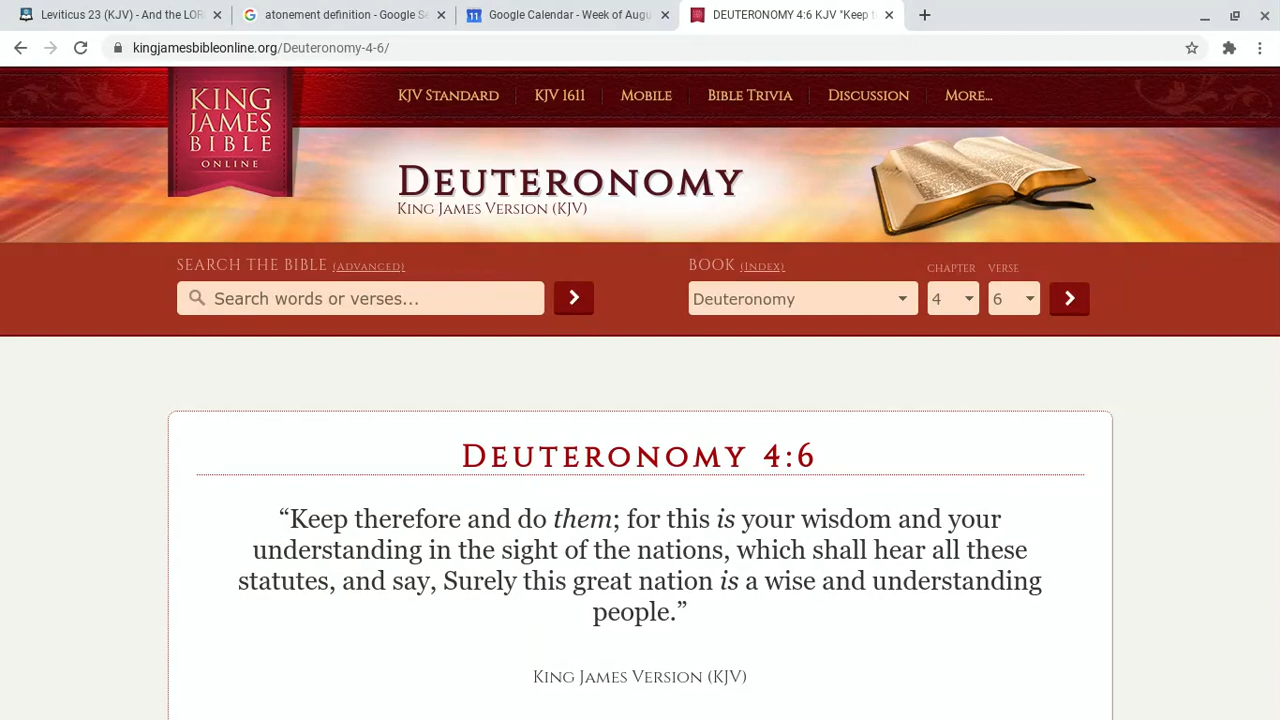 Leviticus 23 (KJV) - And the LOR
atonement definition - Google Se
Google Calendar - Week of Augu
DEUTERONOMY 4:6 KJV "Keep t
kingjamesbibleonline.org/Deuteronomy-4-6/
KING
JAMES
BIBLE
ONLINE
KJV Standard
KJV 1611
Mobile
Bible Trivia
Discussion
More...
Deuteronomy
King James Version (KJV)
SEARCH THE BIBLE (ADVANCED)
Search words or verses...
BOOK (INDEX)
CHAPTER
VERSE
Deuteronomy
4
6
Deuteronomy 4:6
“Keep therefore and do them; for this is your wisdom and your
understanding in the sight of the nations, which shall hear all these
statutes, and say, Surely this great nation is a wise and understanding
people.”
King James Version (KJV)